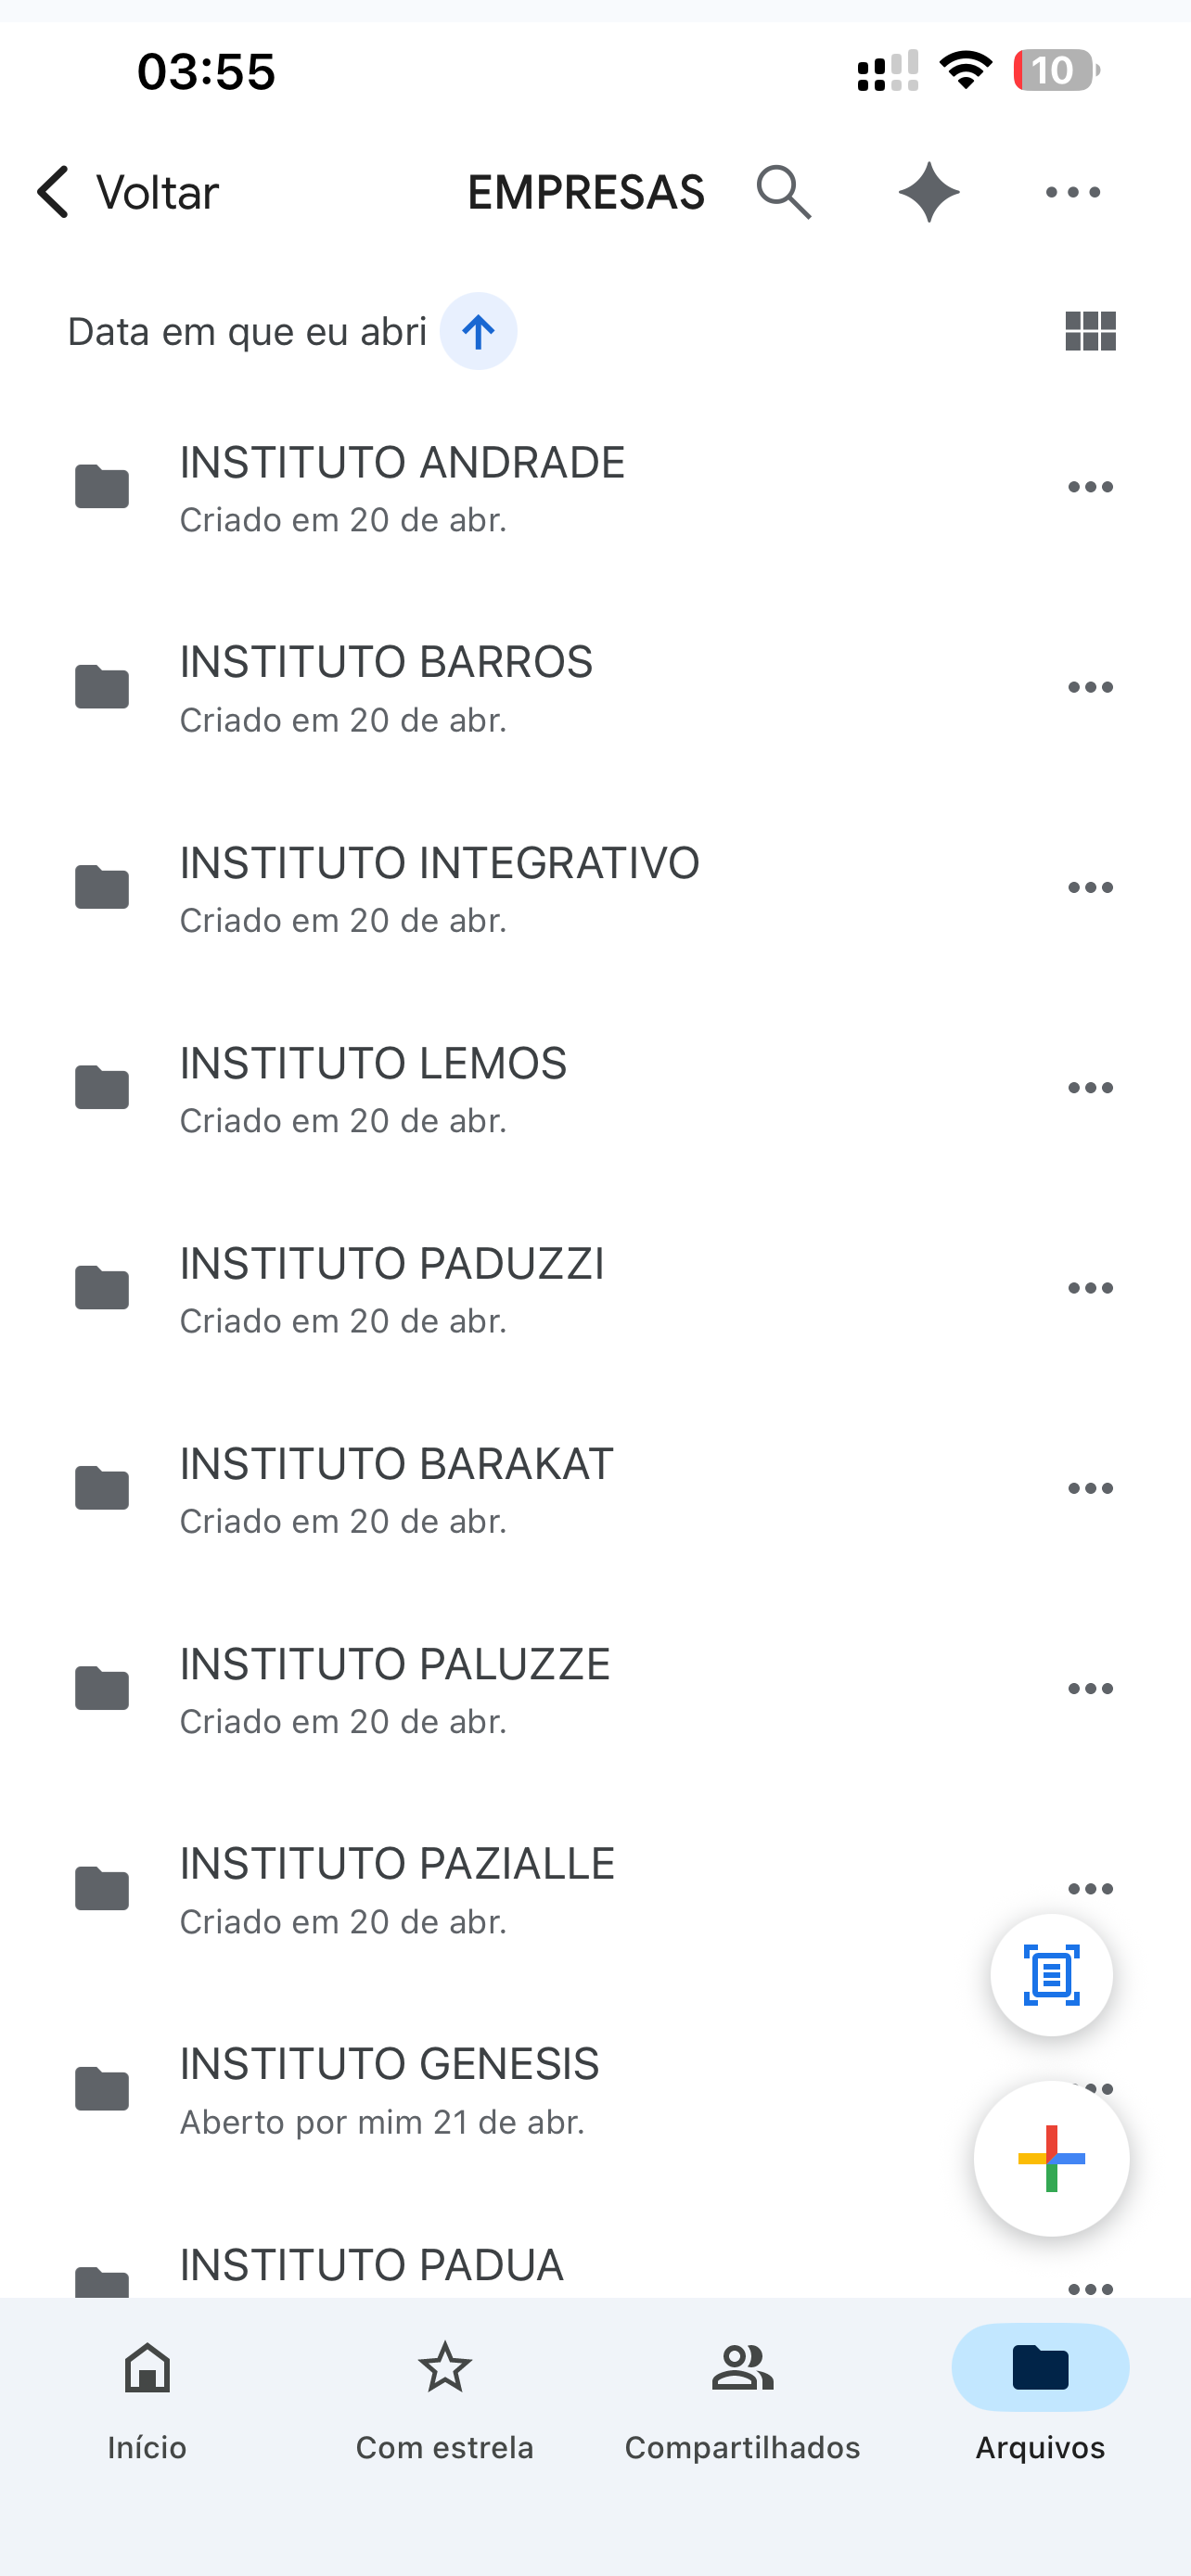 03:55
10
Voltar
EMPRESAS
Data em que eu abri
INSTITUTO ANDRADE
Criado em 20 de abr.
INSTITUTO BARROS
Criado em 20 de abr.
INSTITUTO INTEGRATIVO
Criado em 20 de abr.
INSTITUTO LEMOS
Criado em 20 de abr.
INSTITUTO PADUZZI
Criado em 20 de abr.
INSTITUTO BARAKAT
Criado em 20 de abr.
INSTITUTO PALUZZE
Criado em 20 de abr.
INSTITUTO PAZIALLE
Criado em 20 de abr.
INSTITUTO GENESIS
Aberto por mim 21 de abr.
INSTITUTO PADUA
Início
Com estrela
Compartilhados
Arquivos